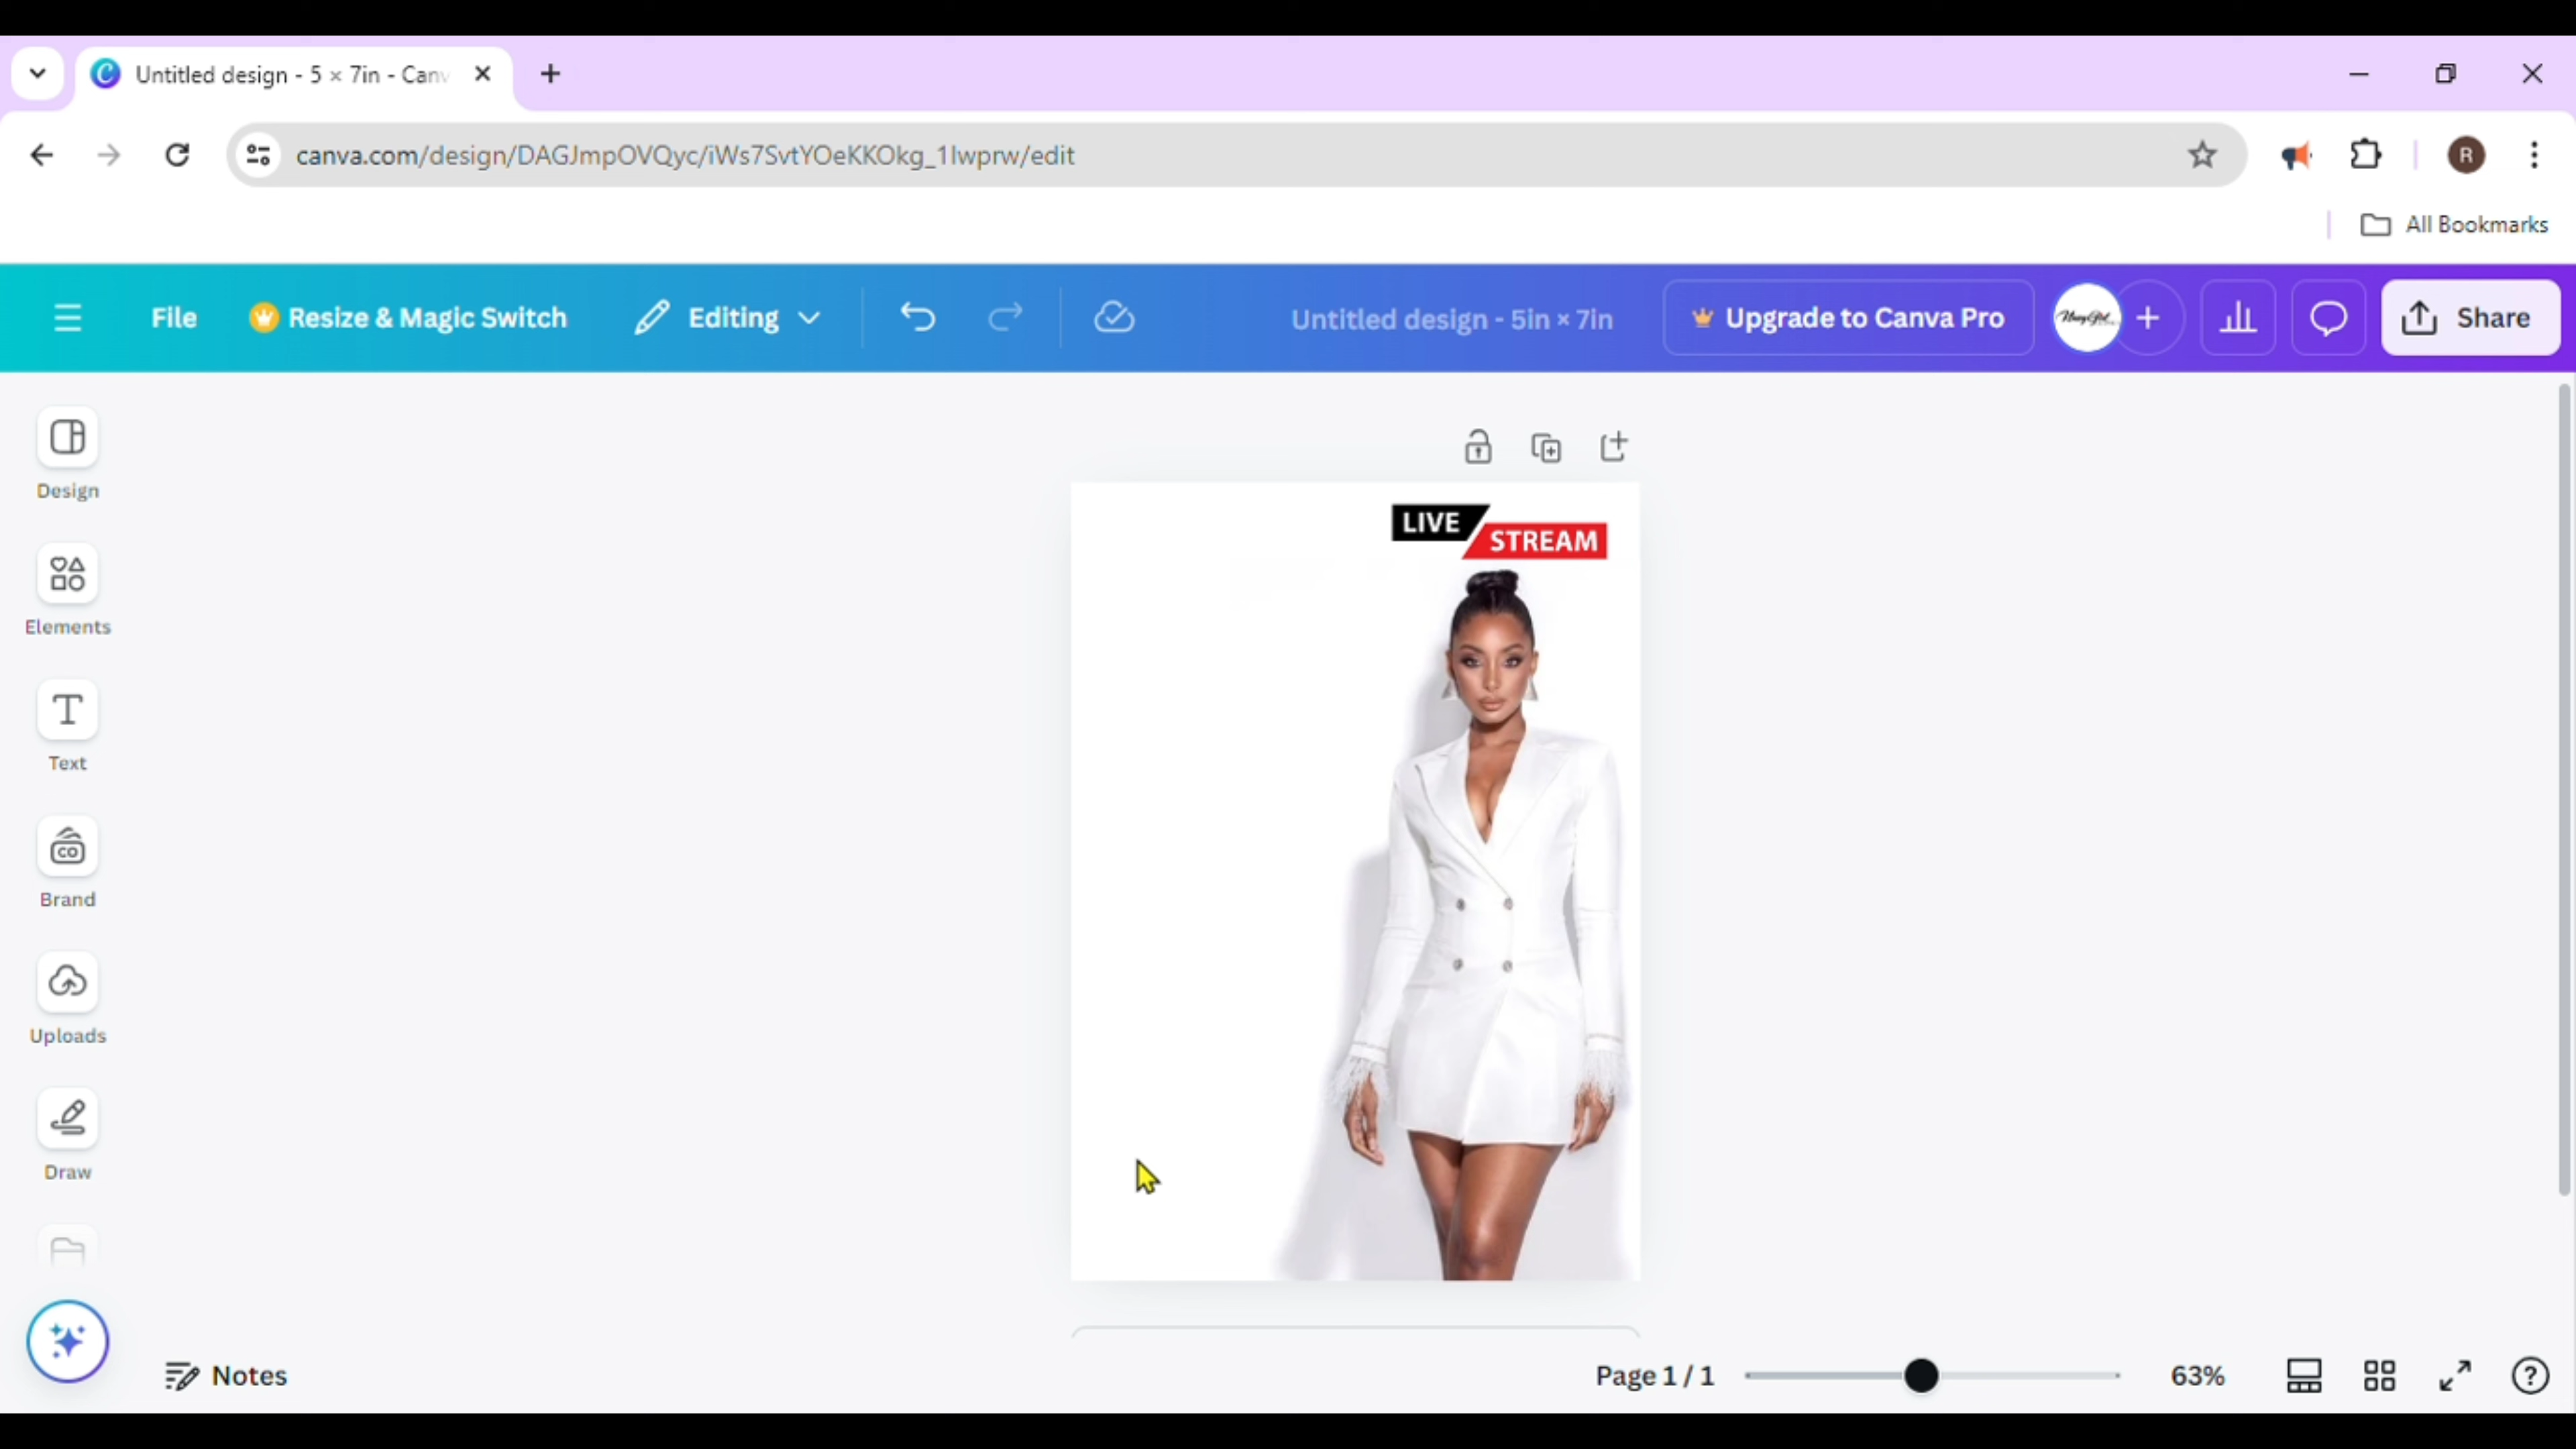 Untitled design - 5 × 7in - Canv
canva.com/design/DAGJmpOVQyc/iWs7SvtYOeKKOkg_1lwprw/edit
R
All Bookmarks
File
Resize & Magic Switch
Editing
Untitled design - 5in × 7in
Upgrade to Canva Pro
Share
Design
Elements
Text
CO
Brand
Uploads
Draw
LIVE
STREAM
Notes
Page 1 / 1
63%